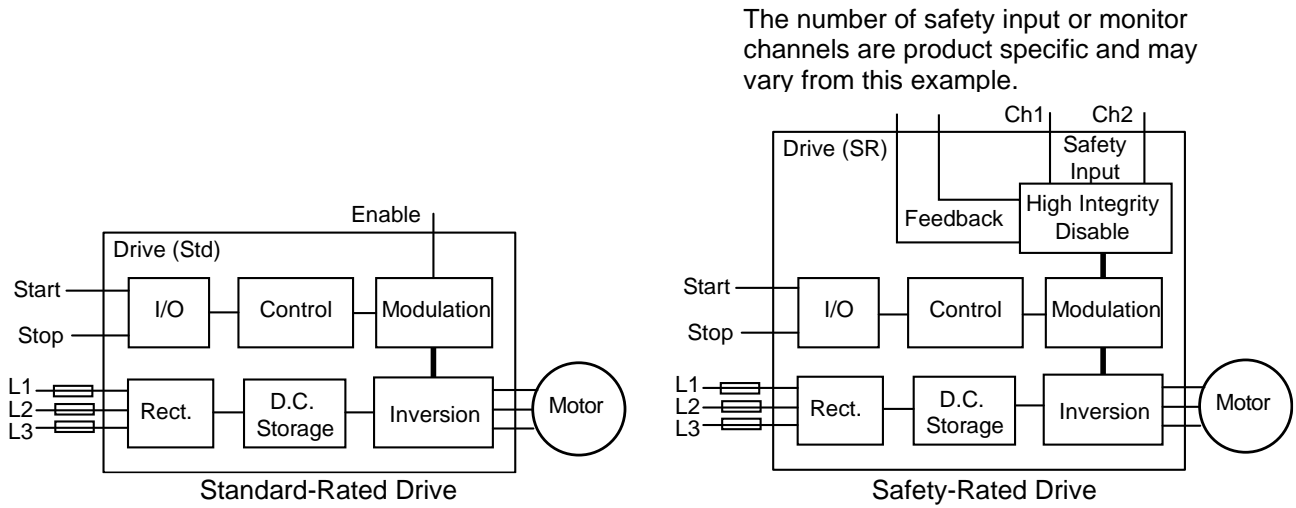 The number of safety input or monitor
channels are product specific and may
vary from this example.
Enable
Drive (Std)
Start
Stop
I/O
Control
Modulation
L1
L2
L3
Rect.
D.C.
Storage
Inversion
Motor
Standard-Rated Drive
Ch1
Ch2
Drive (SR)
Safety
Input
Feedback
High Integrity
Disable
Start
Stop
I/O
Control
Modulation
L1
L2
L3
Rect.
D.C.
Storage
Inversion
Motor
Safety-Rated Drive